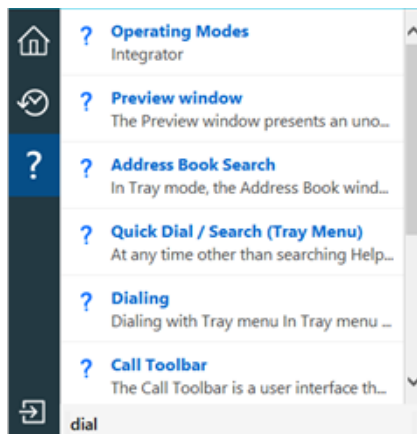 Operating Modes
Integrator
Preview window
The Preview window presents an uno...
Address Book Search
In Tray mode, the Address Book wind...
Quick Dial / Search (Tray Menu)
At any time other than searching Help...
Dialing
Dialing with Tray menu In Tray menu ...
Call Toolbar
The Call Toolbar is a user interface th...
dial